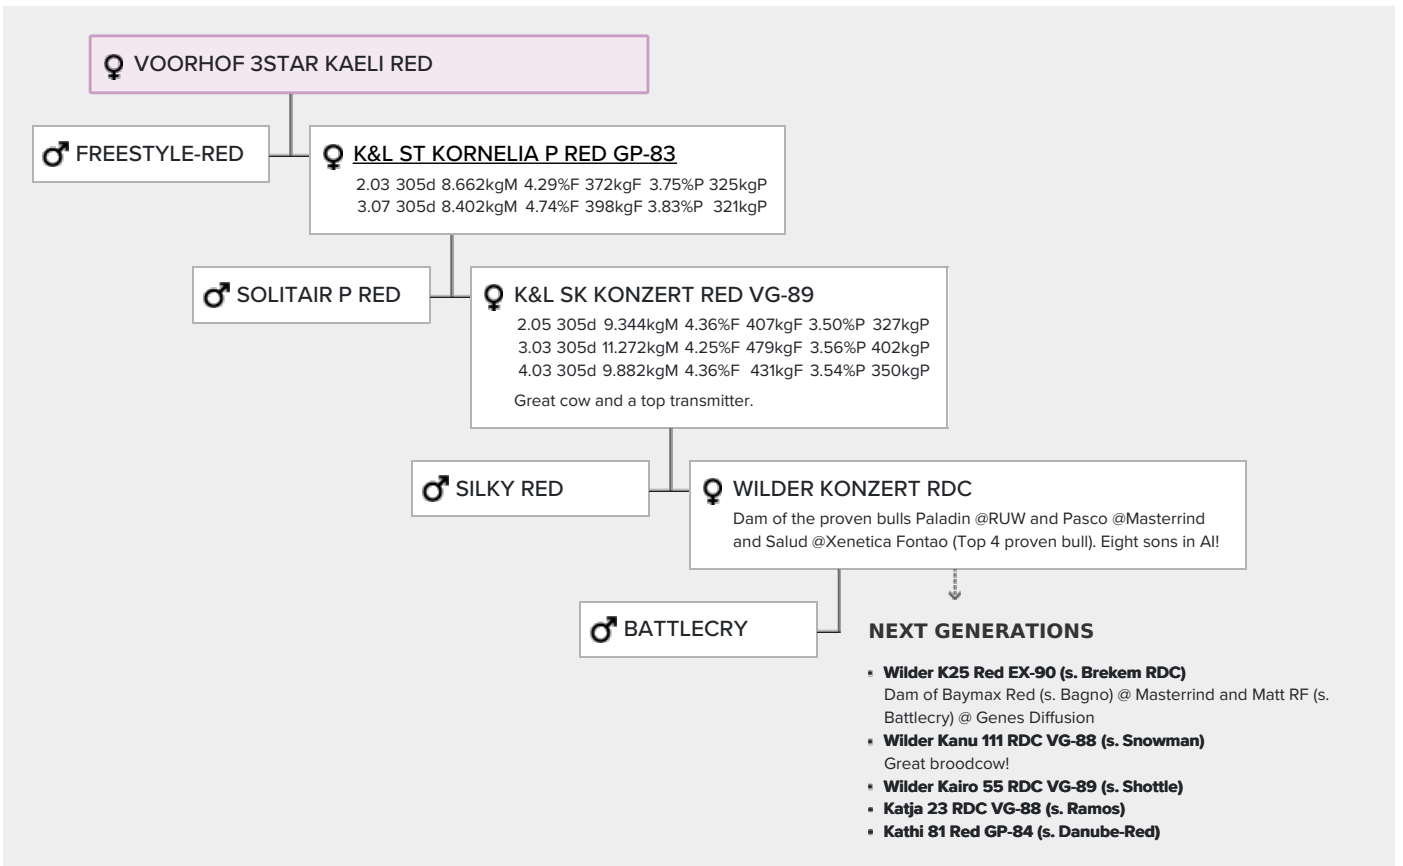 VOORHOF 3STAR KAELI RED
FREESTYLE-RED
K&L ST KORNELIA P RED GP-83
2.03 305d 8.662kgM 4.29%F 372kgF 3.75%P 325kgP
3.07 305d 8.402kgM 4.74%F 398kgF 3.83%P 321kgP
SOLITAIR P RED
K&L SK KONZERT RED VG-89
2.05 305d 9.344kgM 4.36%F 407kgF 3.50%P 327kgP
3.03 305d 11.272kgM 4.25%F 479kgF 3.56%P 402kgP
4.03 305d 9.882kgM 4.36%F 431kgF 3.54%P 350kgP
Great cow and a top transmitter.
SILKY RED
WILDER KONZERT RDC
Dam of the proven bulls Paladin @RUW and Pasco @Masterrind
and Salud @Xenetica Fontao (Top 4 proven bull). Eight sons in AI!
BATTLECRY
NEXT GENERATIONS
▪ Wilder K25 Red EX-90 (s. Brekem RDC)
Dam of Baymax Red (s. Bagno) @ Masterrind and Matt RF (s.
Battlecry) @ Genes Diffusion
▪ Wilder Kanu 111 RDC VG-88 (s. Snowman)
Great broodcow!
▪ Wilder Kairo 55 RDC VG-89 (s. Shottle)
▪ Katja 23 RDC VG-88 (s. Ramos)
▪ Kathi 81 Red GP-84 (s. Danube-Red)